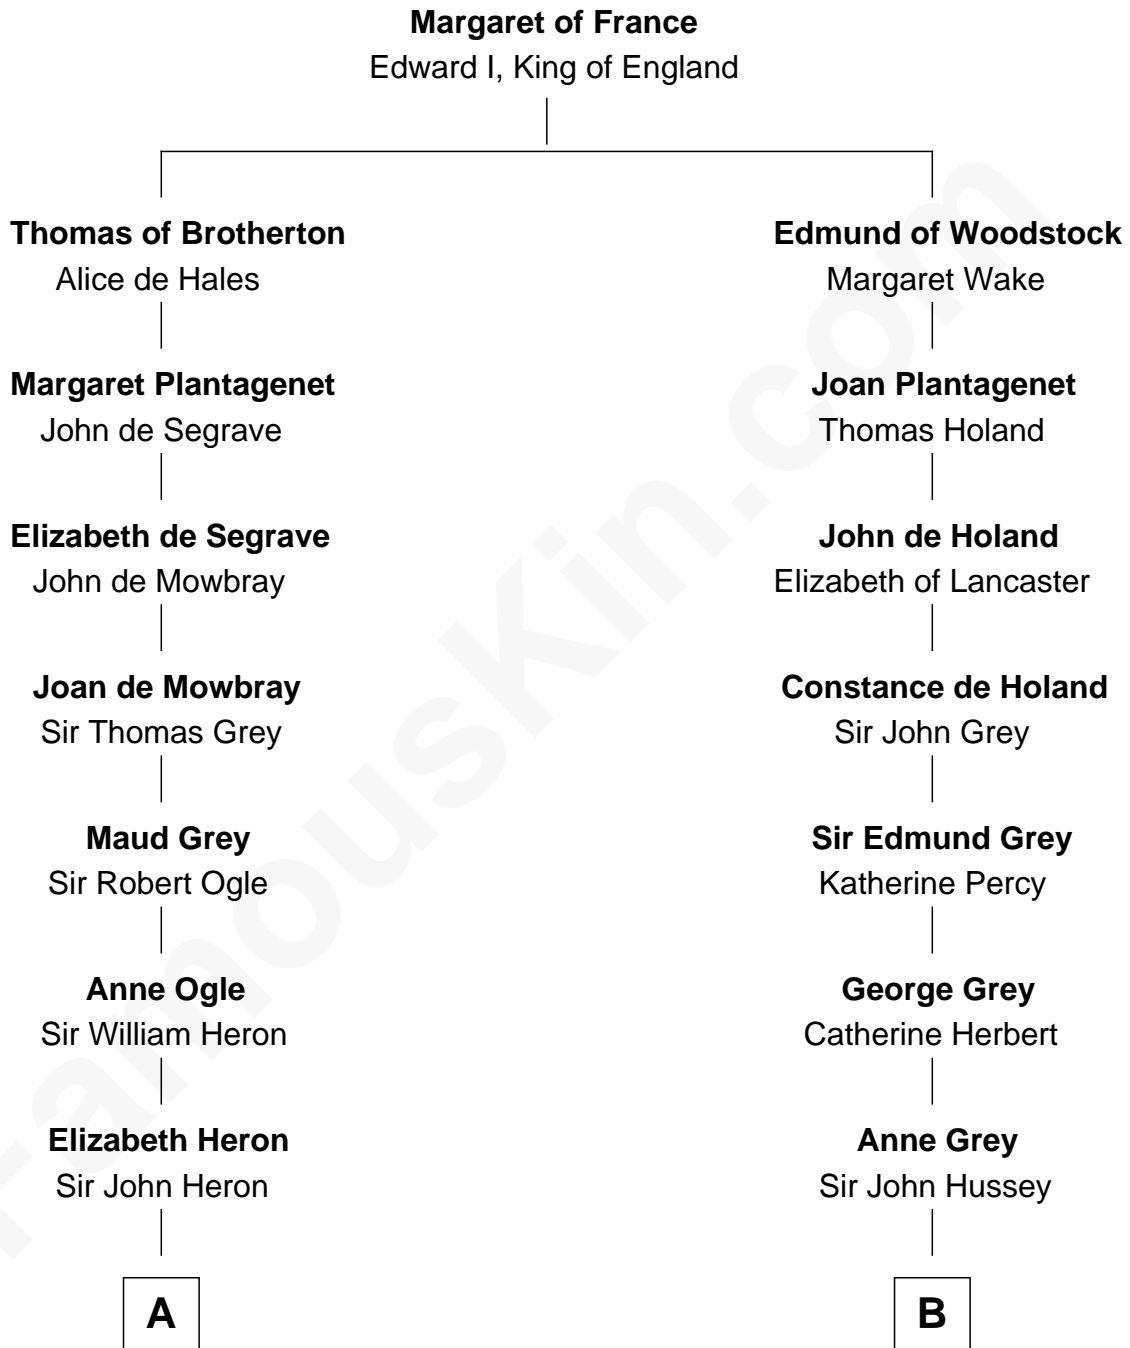 Margaret of France
Edward I, King of England
Thomas of Brotherton
Alice de Hales
Edmund of Woodstock
Margaret Wake
Margaret Plantagenet
John de Segrave
Joan Plantagenet
Thomas Holand
Elizabeth de Segrave
John de Mowbray
John de Holand
Elizabeth of Lancaster
Joan de Mowbray
Sir Thomas Grey
Constance de Holand
Sir John Grey
Maud Grey
Sir Robert Ogle
Sir Edmund Grey
Katherine Percy
Anne Ogle
Sir William Heron
George Grey
Catherine Herbert
Elizabeth Heron
Sir John Heron
Anne Grey
Sir John Hussey
A
B
FamousKin.com